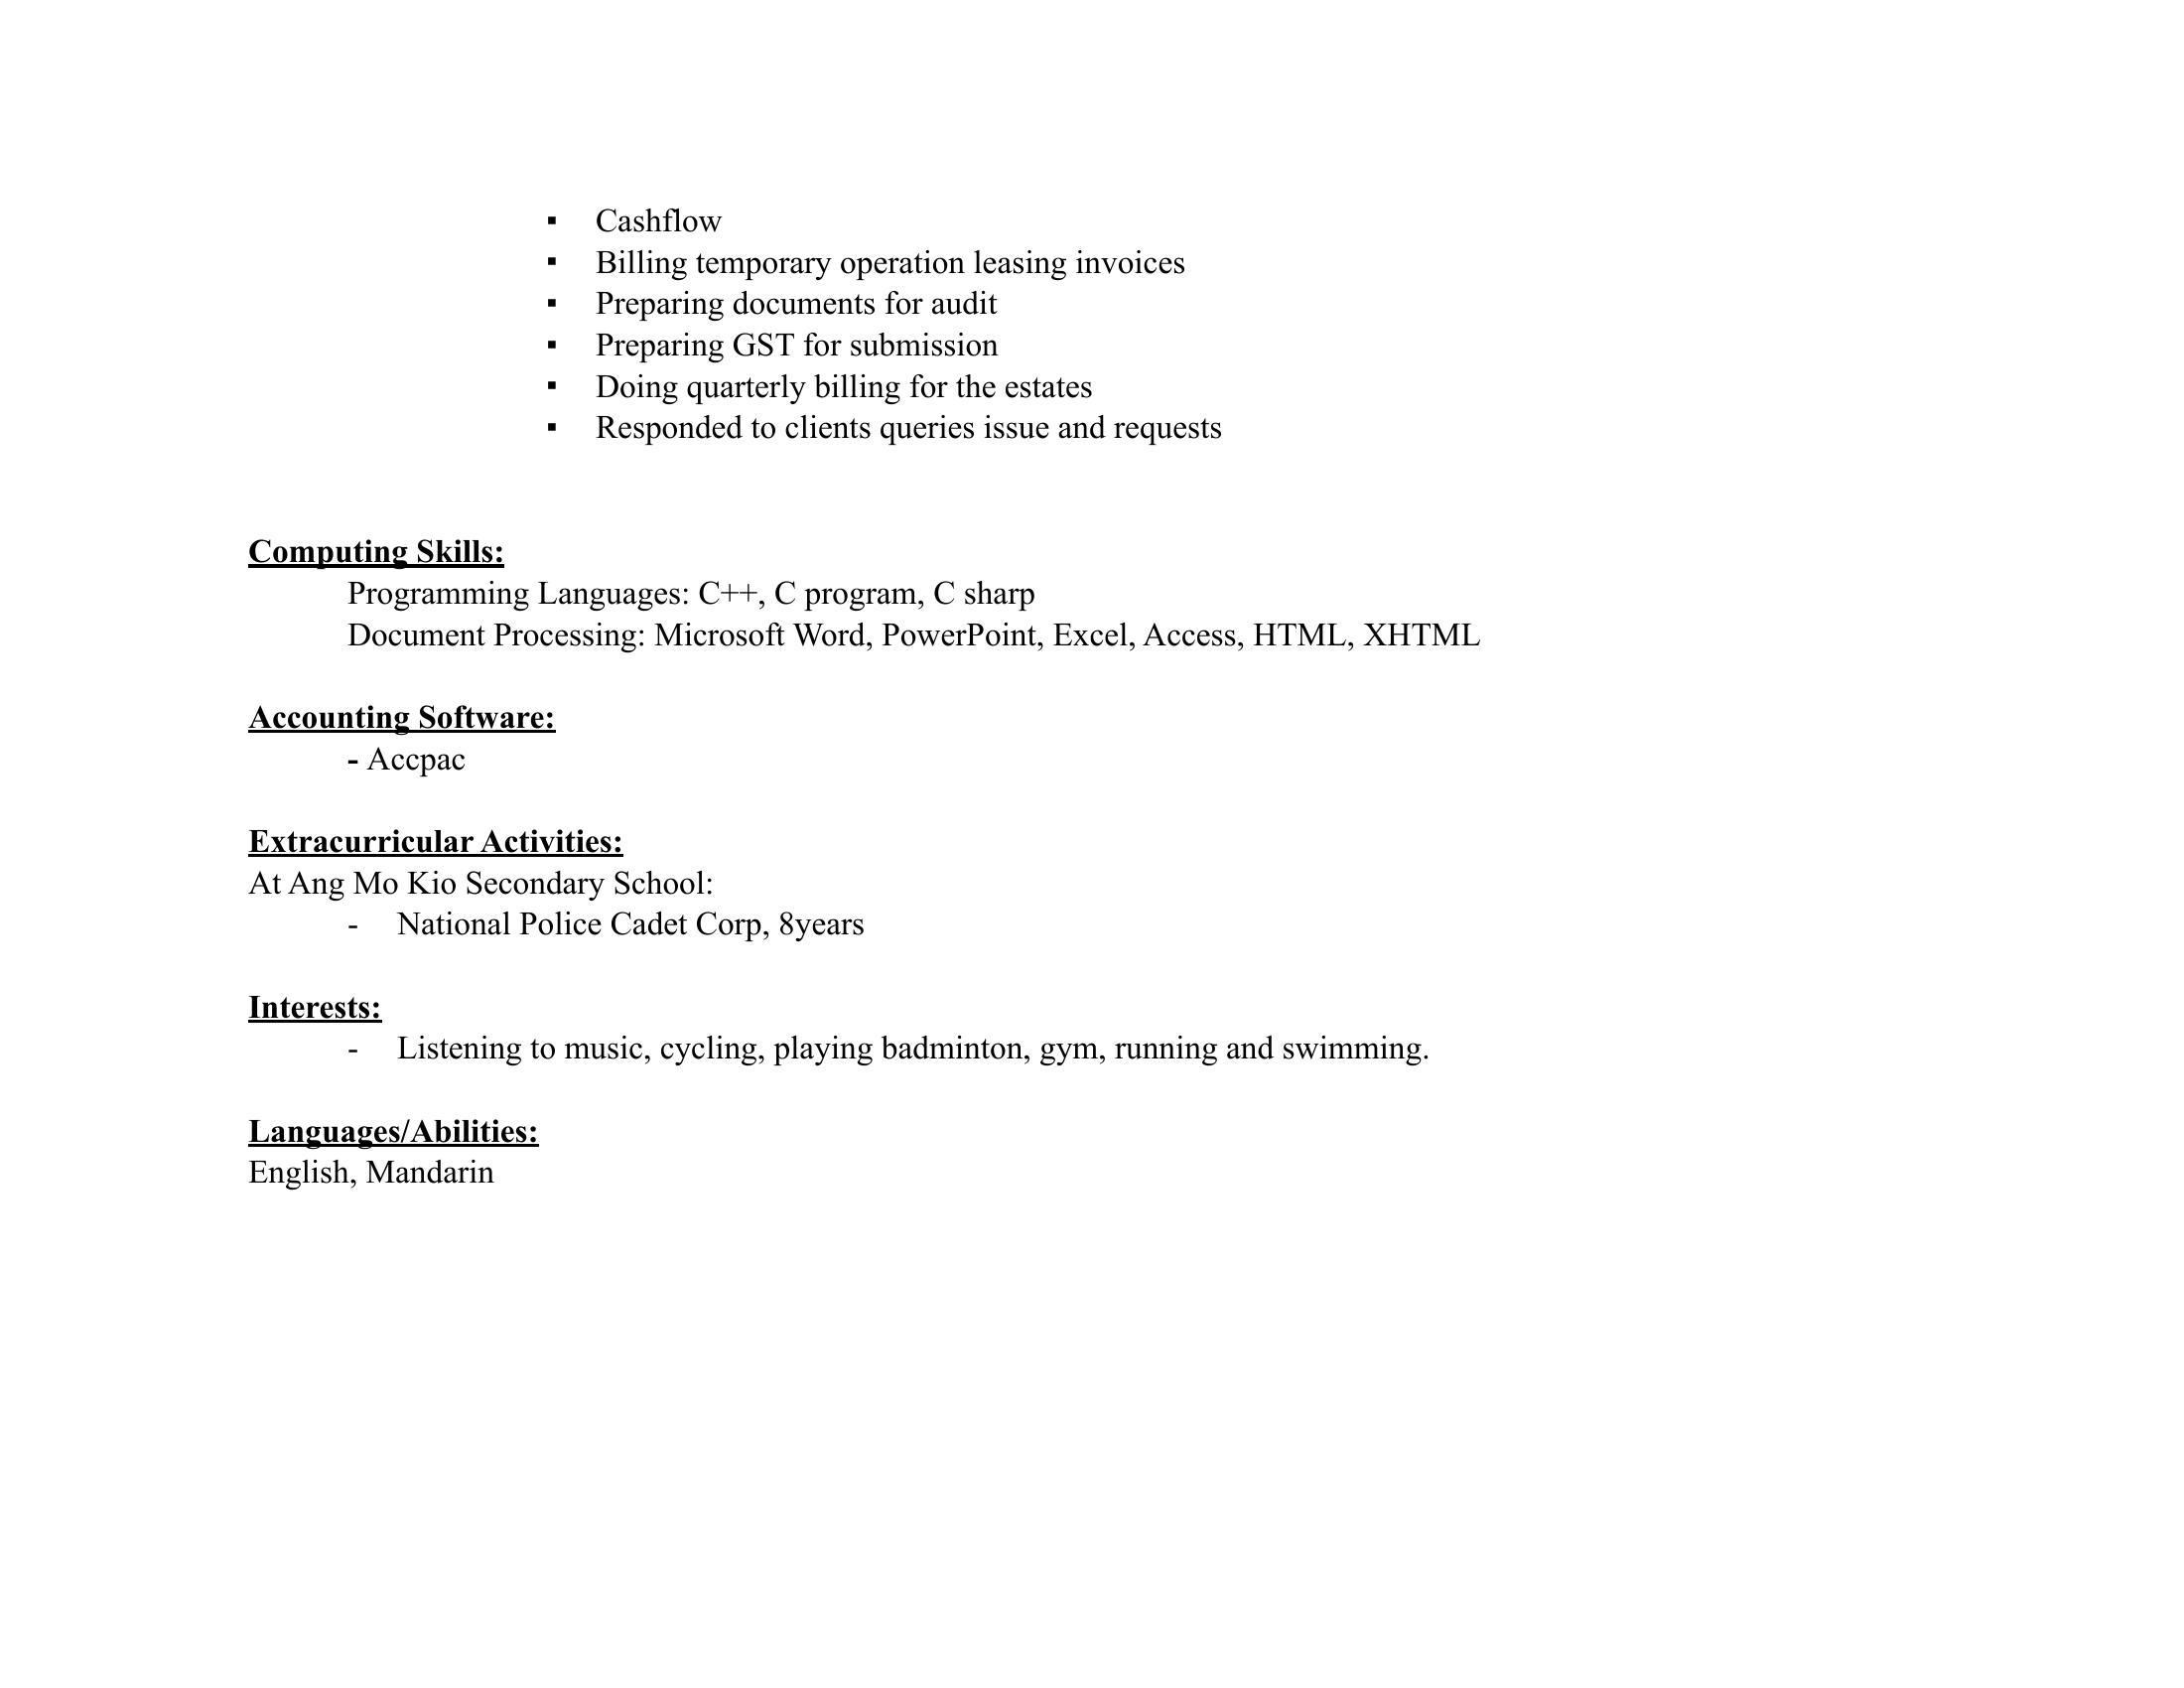 ▪ Cashflow
▪ Billing temporary operation leasing invoices
▪ Preparing documents for audit
▪ Preparing GST for submission
▪ Doing quarterly billing for the estates
▪ Responded to clients queries issue and requests
Computing Skills:
Programming Languages: C++, C program, C sharp
Document Processing: Microsoft Word, PowerPoint, Excel, Access, HTML, XHTML
Accounting Software:
- Accpac
Extracurricular Activities:
At Ang Mo Kio Secondary School:
- National Police Cadet Corp, 8years
Interests:
- Listening to music, cycling, playing badminton, gym, running and swimming.
Languages/Abilities:
English, Mandarin